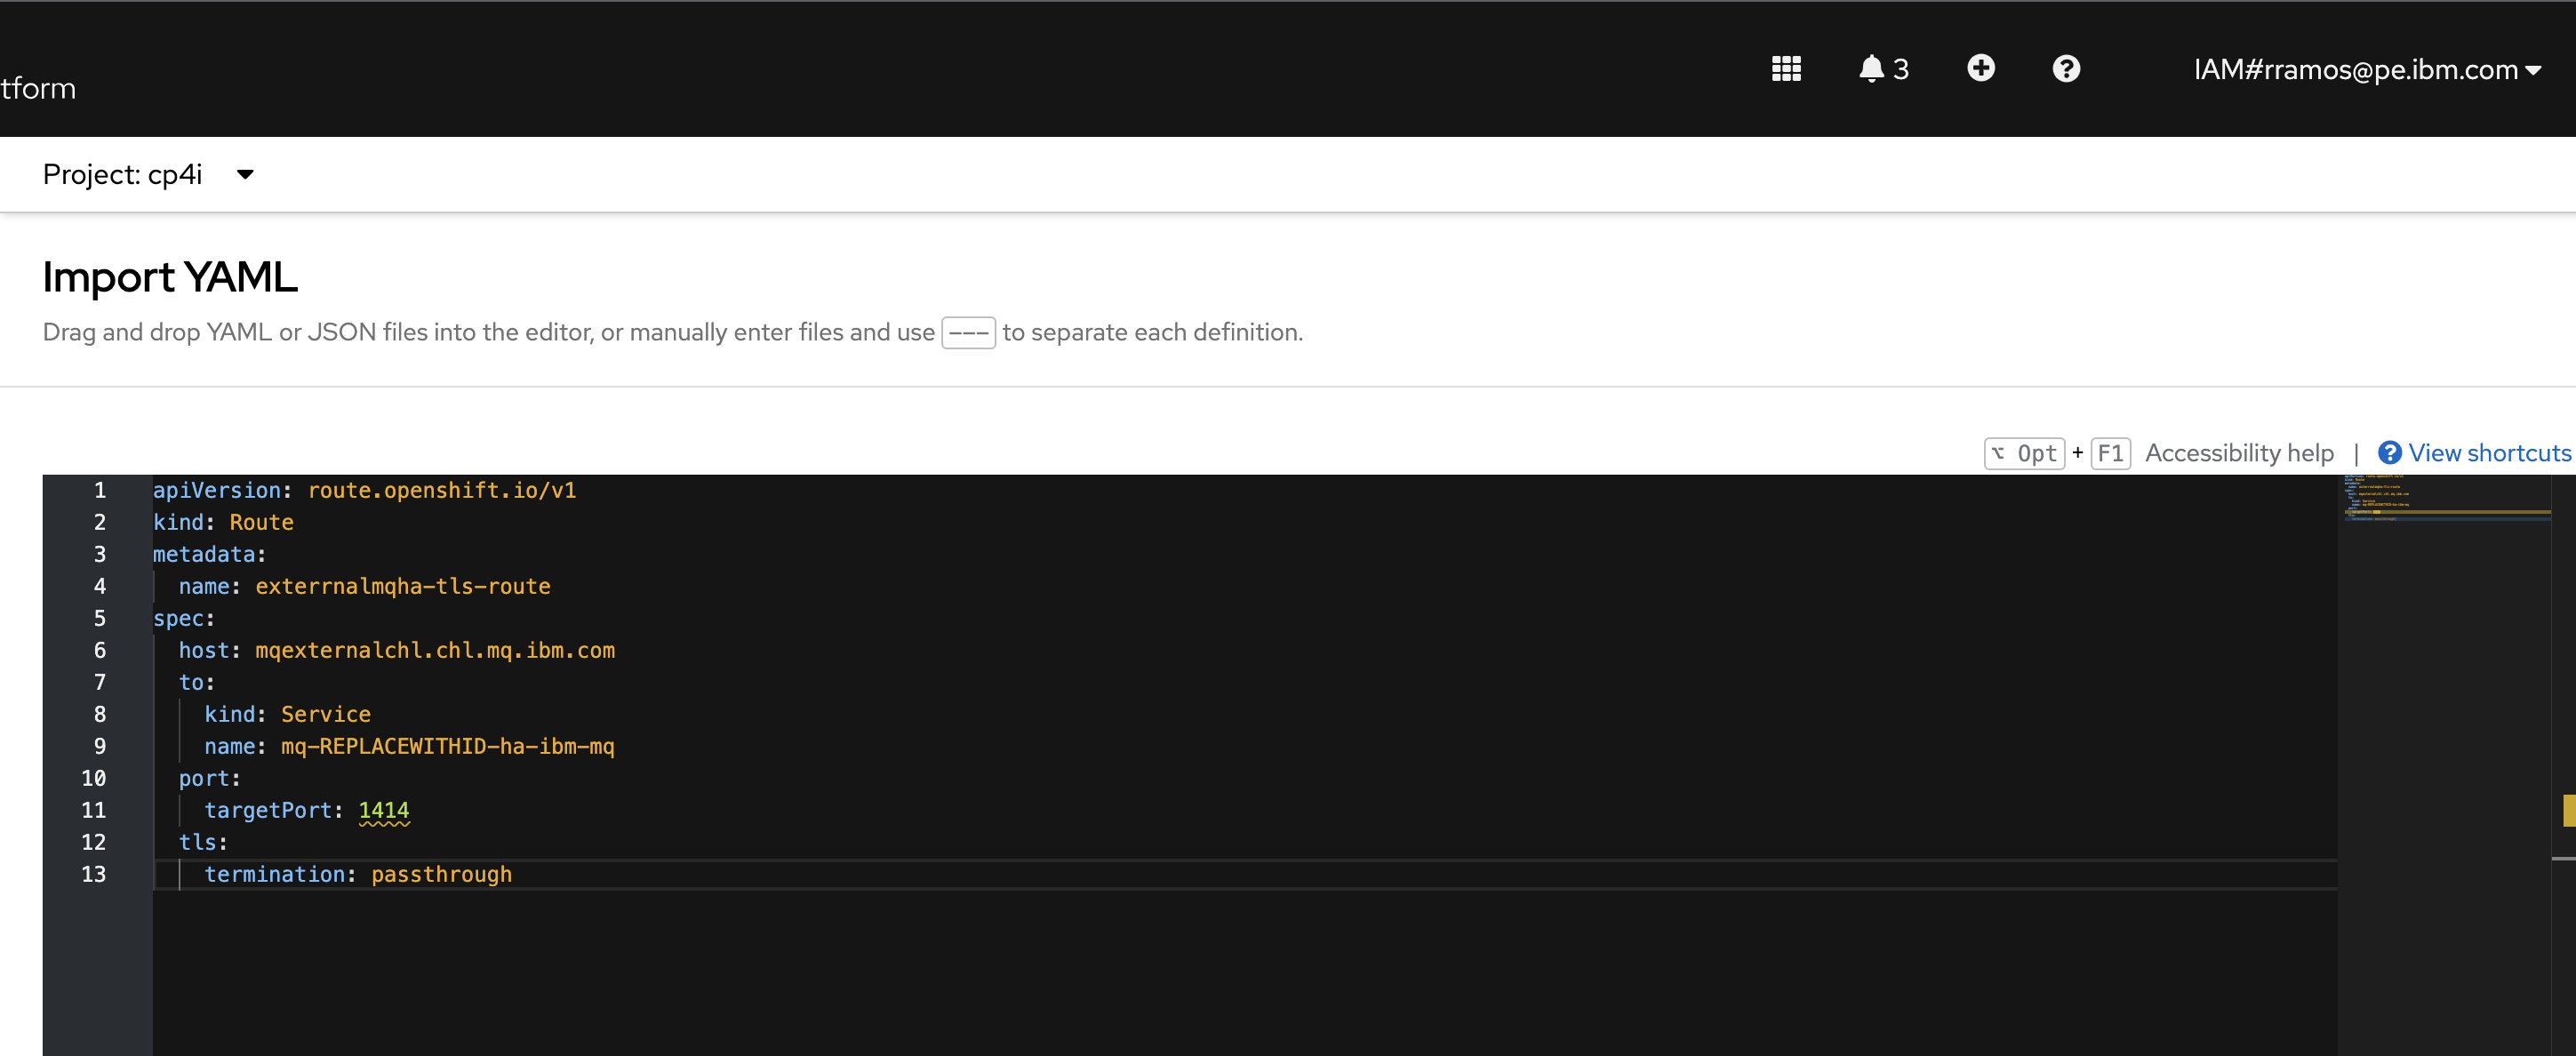 tform
3
IAM#rramos@pe.ibm.com
Project: cp4i
Import YAML
Drag and drop YAML or JSON files into the editor, or manually enter files and use --- to separate each definition.
⌥ Opt + F1 Accessibility help | View shortcuts
1 apiVersion: route.openshift.io/v1
2 kind: Route
3 metadata:
4   name: exterrnalmqha-tls-route
5 spec:
6   host: mqexternalchl.chl.mq.ibm.com
7   to:
8     kind: Service
9     name: mq-REPLACEWITHID-ha-ibm-mq
10   port:
11     targetPort: 1414
12   tls:
13     termination: passthrough